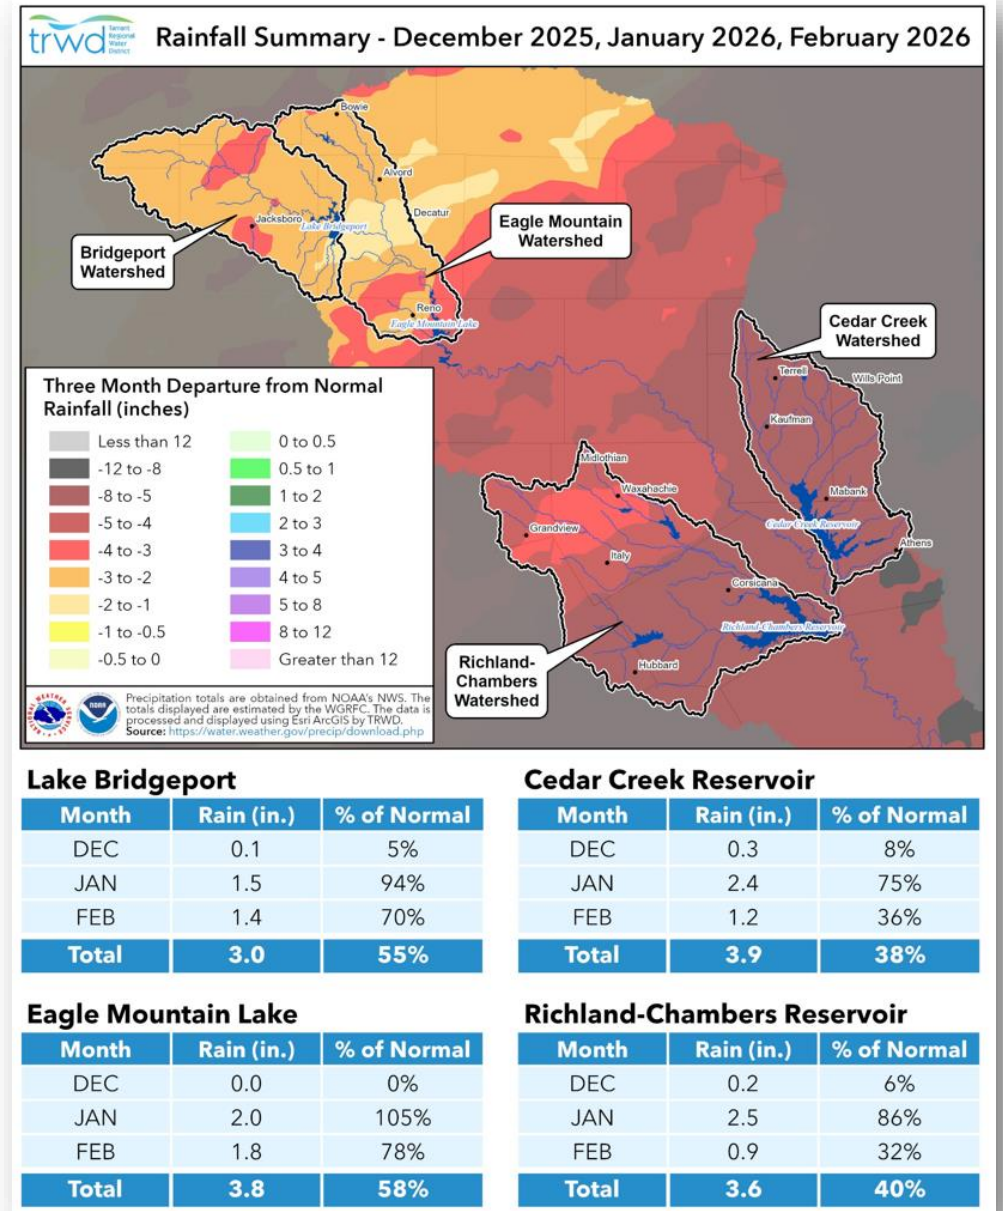 trwd
Tarrant
Regional
Water
District
Rainfall Summary - December 2025, January 2026, February 2026
Bowie
Alvord
Decatur
Jacksboro
Lake Bridgeport
Bridgeport
Watershed
Eagle Mountain
Watershed
Reno
Eagle Mountain Lake
Cedar Creek
Watershed
Terrell
Wills Point
Kaufman
Mabank
Cedar Creek Reservoir
Athens
Midlothian
Waxahachie
Grandview
Italy
Corsicana
Richland-Chambers Reservoir
Hubbard
Richland-
Chambers
Watershed
Three Month Departure from Normal
Rainfall (inches)
Less than 12
-12 to -8
-8 to -5
-5 to -4
-4 to -3
-3 to -2
-2 to -1
-1 to -0.5
-0.5 to 0
0 to 0.5
0.5 to 1
1 to 2
2 to 3
3 to 4
4 to 5
5 to 8
8 to 12
Greater than 12
NATIONAL WEATHER SERVICE
NOAA
Precipitation totals are obtained from NOAA's NWS. The
totals displayed are estimated by the WGRFC. The data is
processed and displayed using Esri ArcGIS by TRWD.
Source: https://water.weather.gov/precip/download.php
Lake Bridgeport
Month Rain (in.) % of Normal
DEC 0.1 5%
JAN 1.5 94%
FEB 1.4 70%
Total 3.0 55%
Cedar Creek Reservoir
Month Rain (in.) % of Normal
DEC 0.3 8%
JAN 2.4 75%
FEB 1.2 36%
Total 3.9 38%
Eagle Mountain Lake
Month Rain (in.) % of Normal
DEC 0.0 0%
JAN 2.0 105%
FEB 1.8 78%
Total 3.8 58%
Richland-Chambers Reservoir
Month Rain (in.) % of Normal
DEC 0.2 6%
JAN 2.5 86%
FEB 0.9 32%
Total 3.6 40%